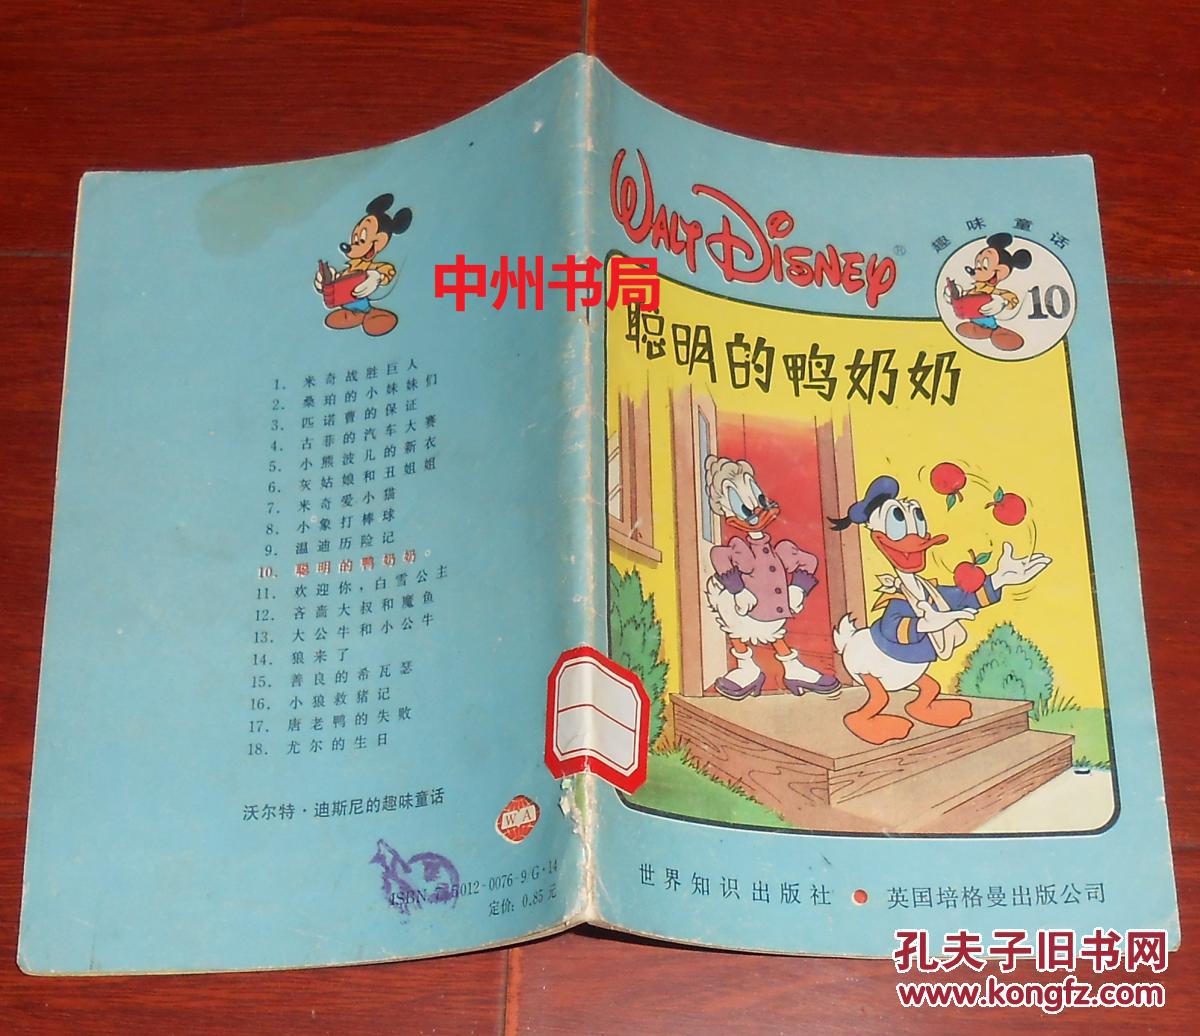 中州书局
1. 米奇战胜巨人
2. 桑珀的小妹妹们
3. 匹诺曹的保证
4. 古菲的汽车大赛
5. 小熊波儿的新衣
6. 灰姑娘和丑姐姐
7. 米奇爱小猫
8. 小象打棒球
9. 温迪历险记
10. 聪明的鸭奶奶。
11. 欢迎你，白雪公主
12. 吝啬大叔和魔鱼
13. 大公牛和小公牛
14. 狼来了
15. 善良的希瓦瑟
16. 小狼救猪记
17. 唐老鸭的失败
18. 尤尔的生日
沃尔特·迪斯尼的趣味童话
WA
ISBN 7-5012-0076-9/G·14
定价: 0.85 元
WALT DISNEY®
趣味童话
10
聪明的鸭奶奶
世界知识出版社 ● 英国培格曼出版公司
孔夫子旧书网
www.kongfz.com